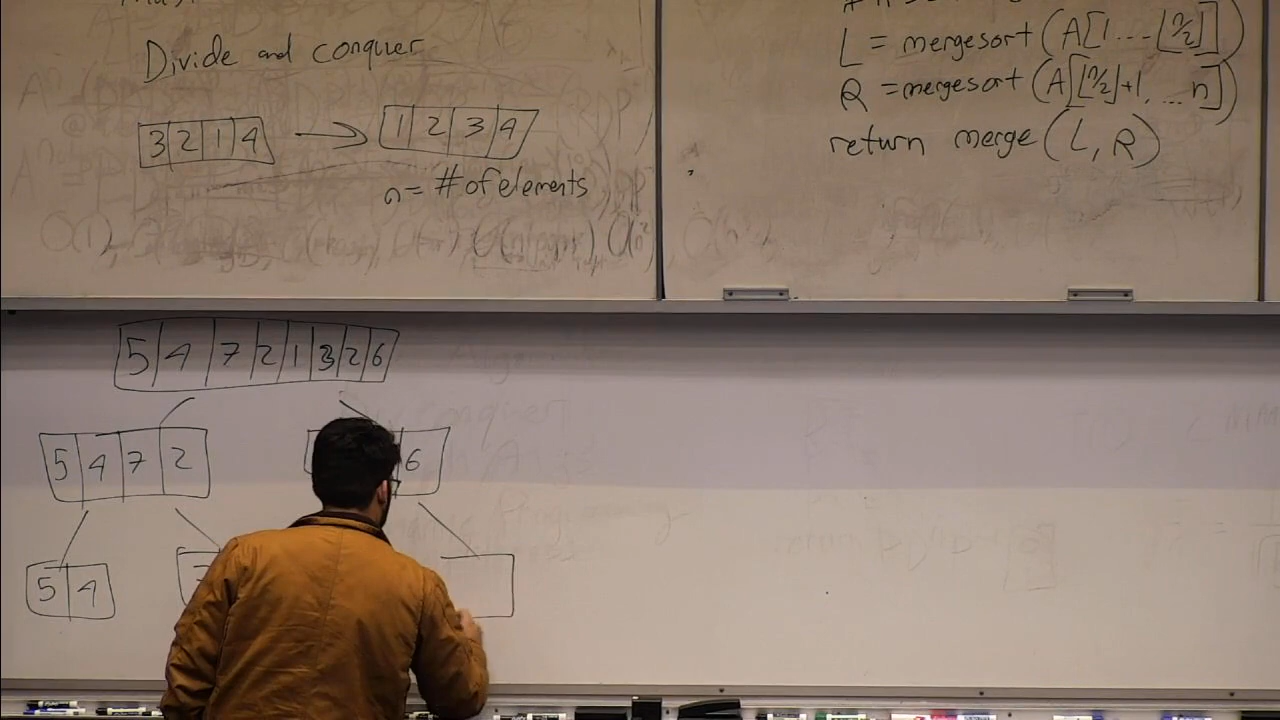 Divide and conquer
3 2 1 4 → 1 2 3 4
n = # of elements
L = mergesort (A[1 ... ⌊n/2⌋])
R = mergesort (A[⌊n/2⌋+1, ... n])
return merge (L, R)
5 4 7 2 1 3 2 6
5 4 7 2
6
5 4